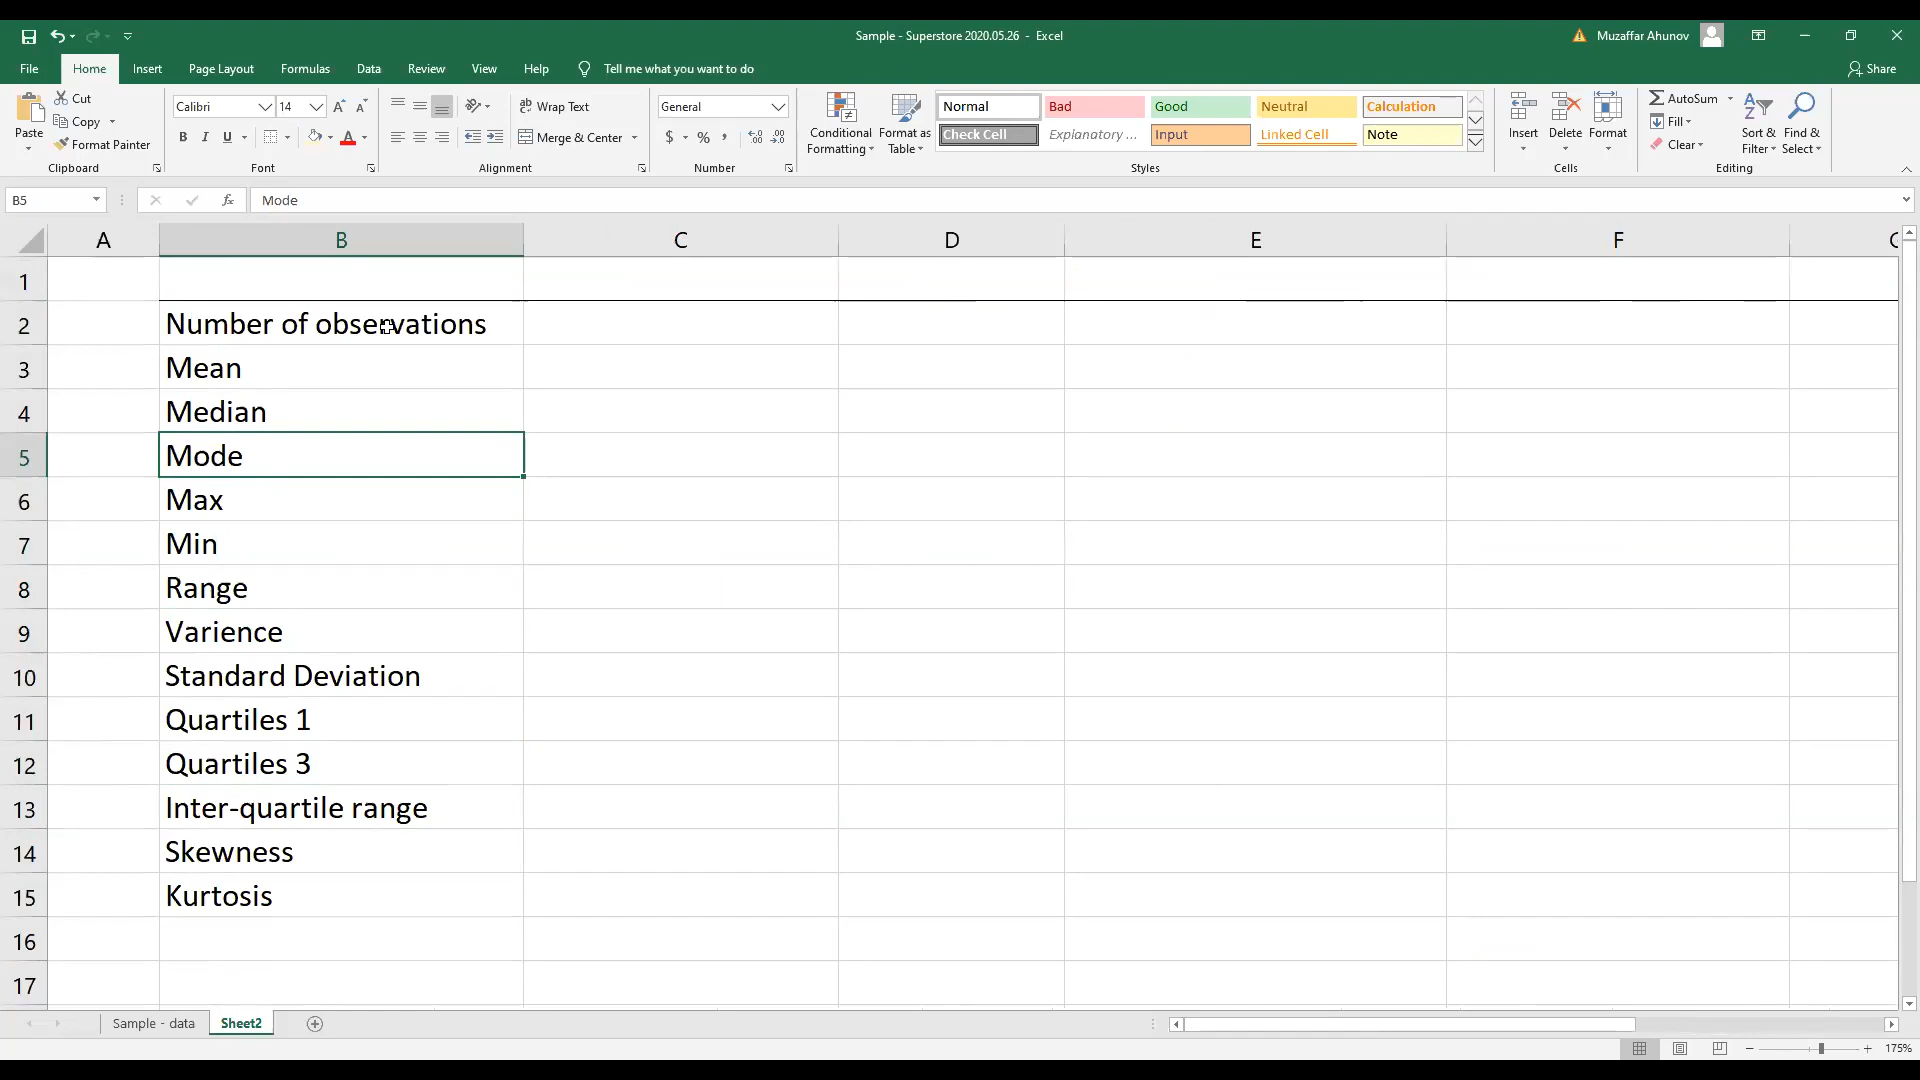 Sample - Superstore 2020.05.26 - Excel
Muzaffar Ahunov
File Home Insert Page Layout Formulas Data Review View Help Tell me what you want to do Share
Paste
Cut
Copy
Format Painter
Clipboard
Calibri 14
B I U
Font
Wrap Text
Merge & Center
Alignment
General
$ % ,
Number
Conditional Formatting
Format as Table
Normal Bad Good Neutral Calculation
Check Cell Explanatory ... Input Linked Cell Note
Styles
Insert Delete Format
Cells
AutoSum
Fill
Clear
Sort & Filter
Find & Select
Editing
B5 fx Mode
A B C D E F
1
2 Number of observations
3 Mean
4 Median
5 Mode
6 Max
7 Min
8 Range
9 Varience
10 Standard Deviation
11 Quartiles 1
12 Quartiles 3
13 Inter-quartile range
14 Skewness
15 Kurtosis
16
17
Sample - data Sheet2
175%